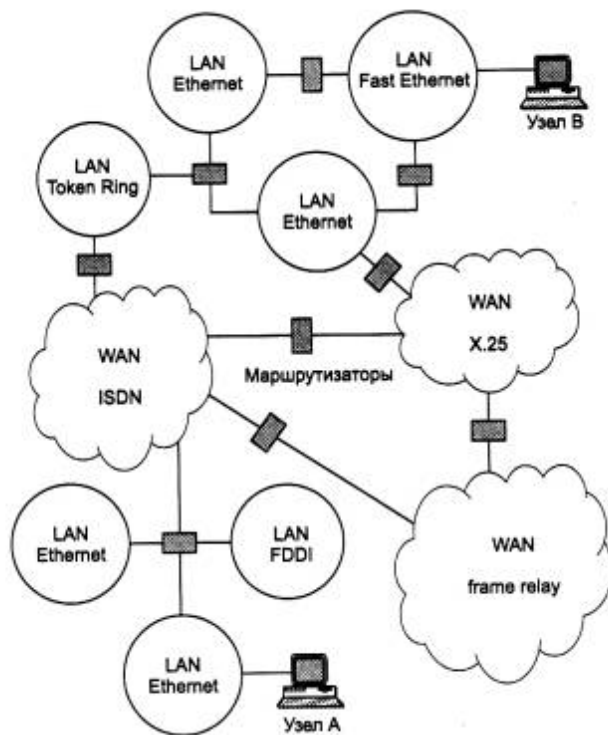 LAN
Ethernet
LAN
Fast Ethernet
Узел В
LAN
Token Ring
LAN
Ethernet
WAN
X.25
WAN
ISDN
Маршрутизаторы
LAN
Ethernet
LAN
FDDI
WAN
frame relay
LAN
Ethernet
Узел А